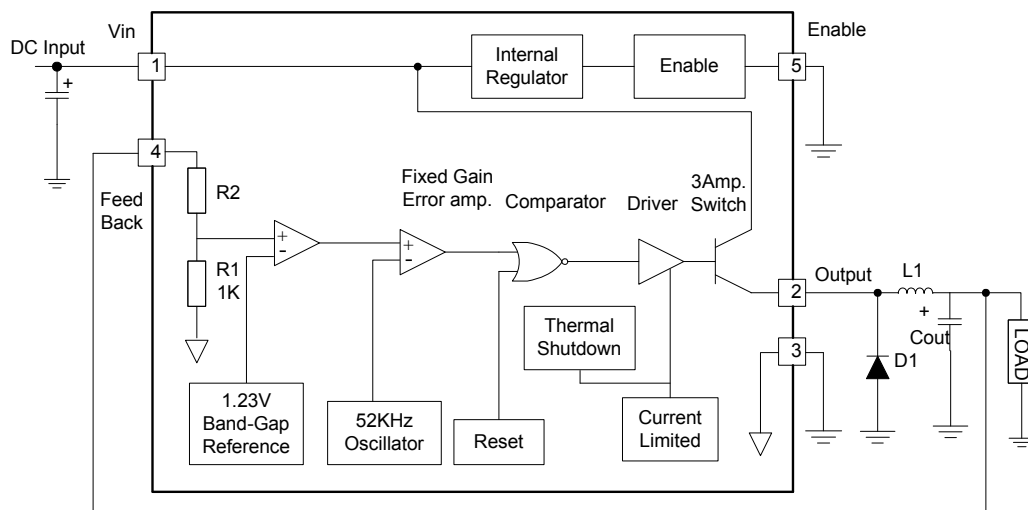 Vin
Enable
DC Input
+
1
Internal
Regulator
Enable
5
4
Feed
Back
R2
R1
1K
Fixed Gain
Error amp.
Comparator
Driver
3Amp.
Switch
+
-
+
-
Output
2
L1
+
Cout
D1
LOAD
Thermal
Shutdown
3
1.23V
Band-Gap
Reference
52KHz
Oscillator
Reset
Current
Limited